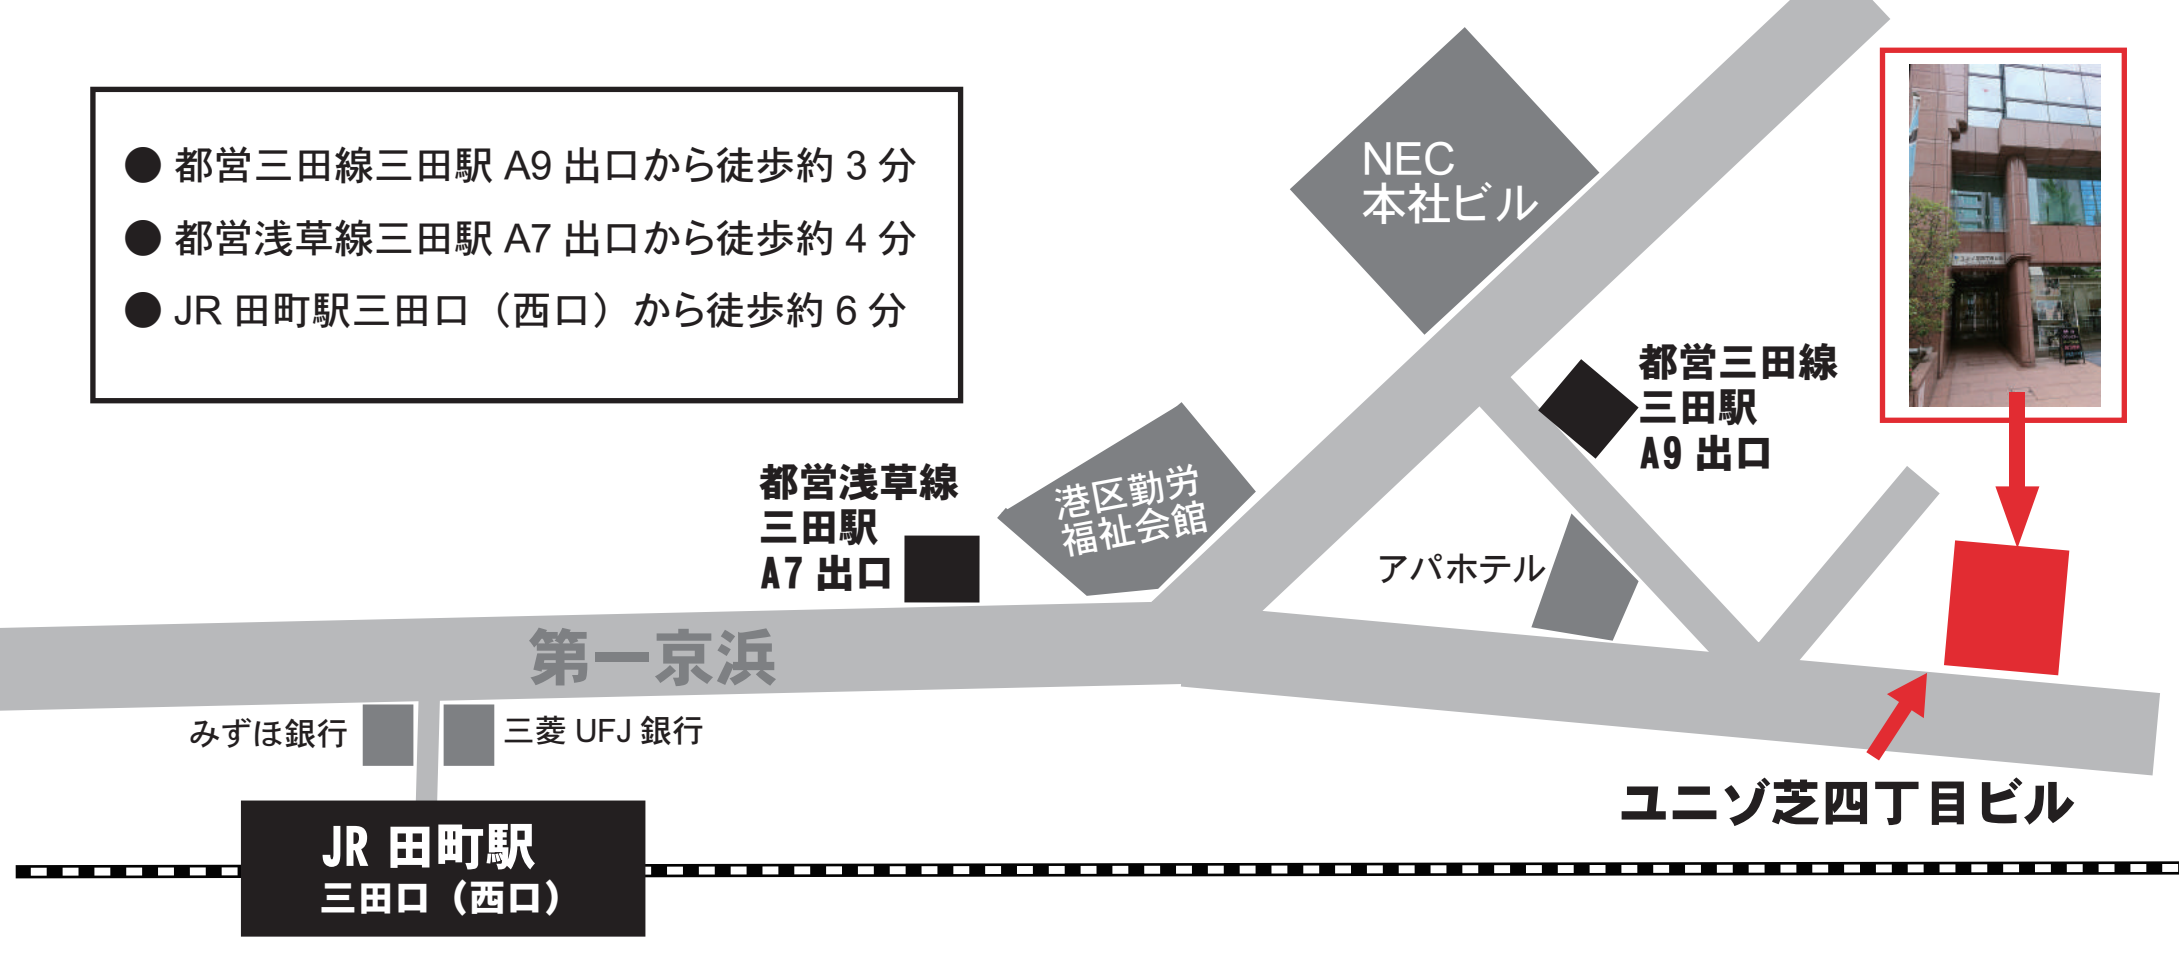 ● 都営三田線三田駅 A9 出口から徒歩約 3 分
● 都営浅草線三田駅 A7 出口から徒歩約 4 分
● JR 田町駅三田口（西口）から徒歩約 6 分
NEC
本社ビル
都営三田線
三田駅
A9 出口
都営浅草線
三田駅
A7 出口
港区勤労
福祉会館
アパホテル
第一京浜
みずほ銀行
三菱 UFJ 銀行
ユニゾ芝四丁目ビル
JR 田町駅
三田口（西口）